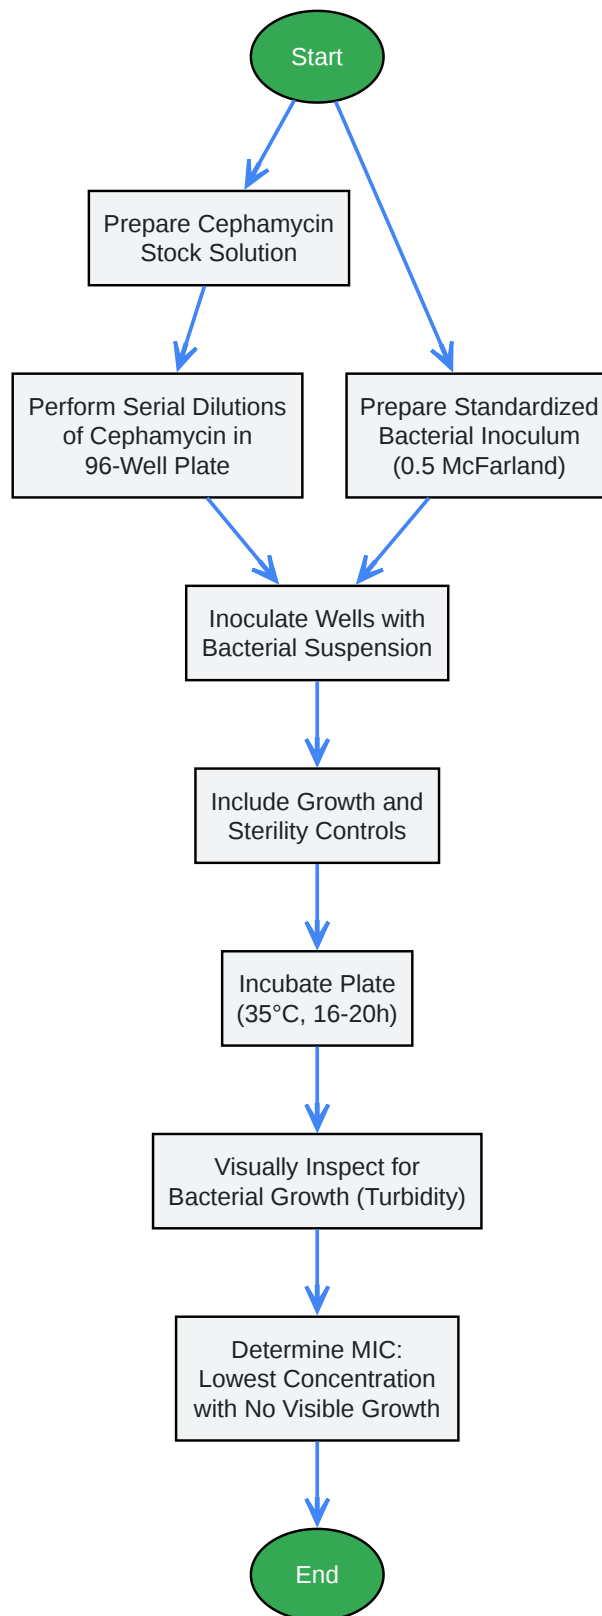 Start
Prepare Cephamycin
Stock Solution
Perform Serial Dilutions
of Cephamycin in
96-Well Plate
Prepare Standardized
Bacterial Inoculum
(0.5 McFarland)
Inoculate Wells with
Bacterial Suspension
Include Growth and
Sterility Controls
Incubate Plate
(35°C, 16-20h)
Visually Inspect for
Bacterial Growth (Turbidity)
Determine MIC:
Lowest Concentration
with No Visible Growth
End